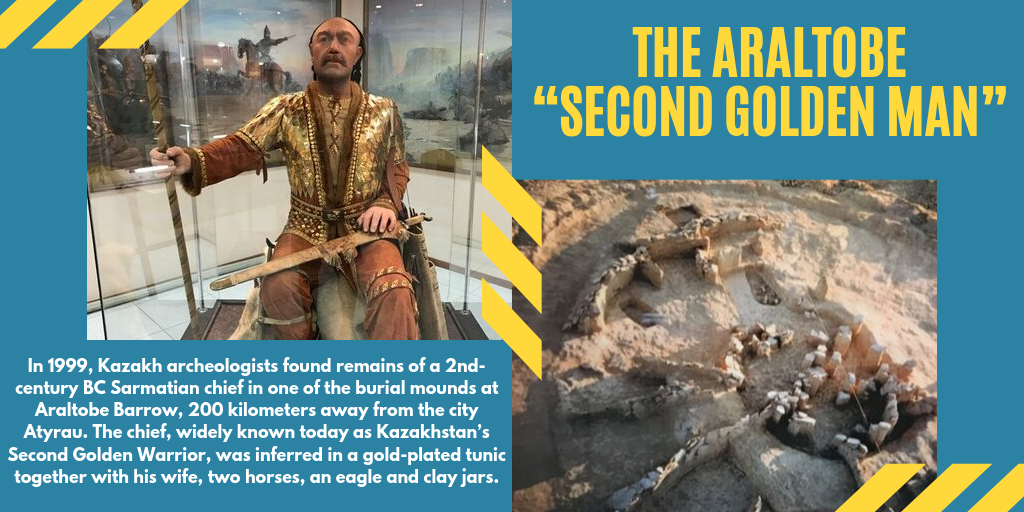 THE ARALTOBE
“SECOND GOLDEN MAN”
In 1999, Kazakh archeologists found remains of a 2nd-
century BC Sarmatian chief in one of the burial mounds at
Araltobe Barrow, 200 kilometers away from the city
Atyrau. The chief, widely known today as Kazakhstan’s
Second Golden Warrior, was inferred in a gold-plated tunic
together with his wife, two horses, an eagle and clay jars.